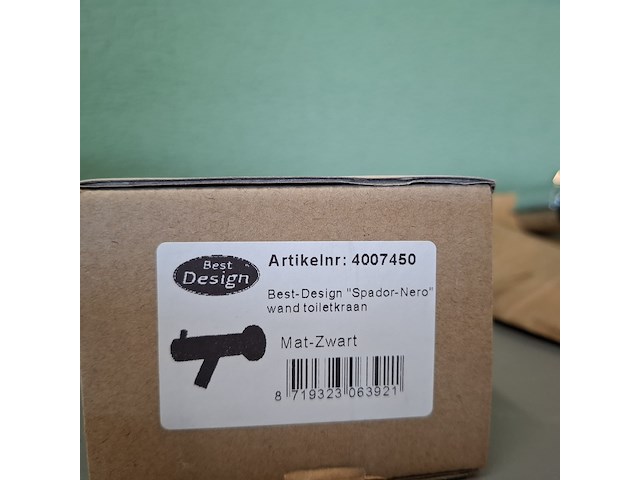 Best
Design
Artikelnr: 4007450
Best-Design "Spador-Nero"
wand toiletkraan
Mat-Zwart
8 719323 063921